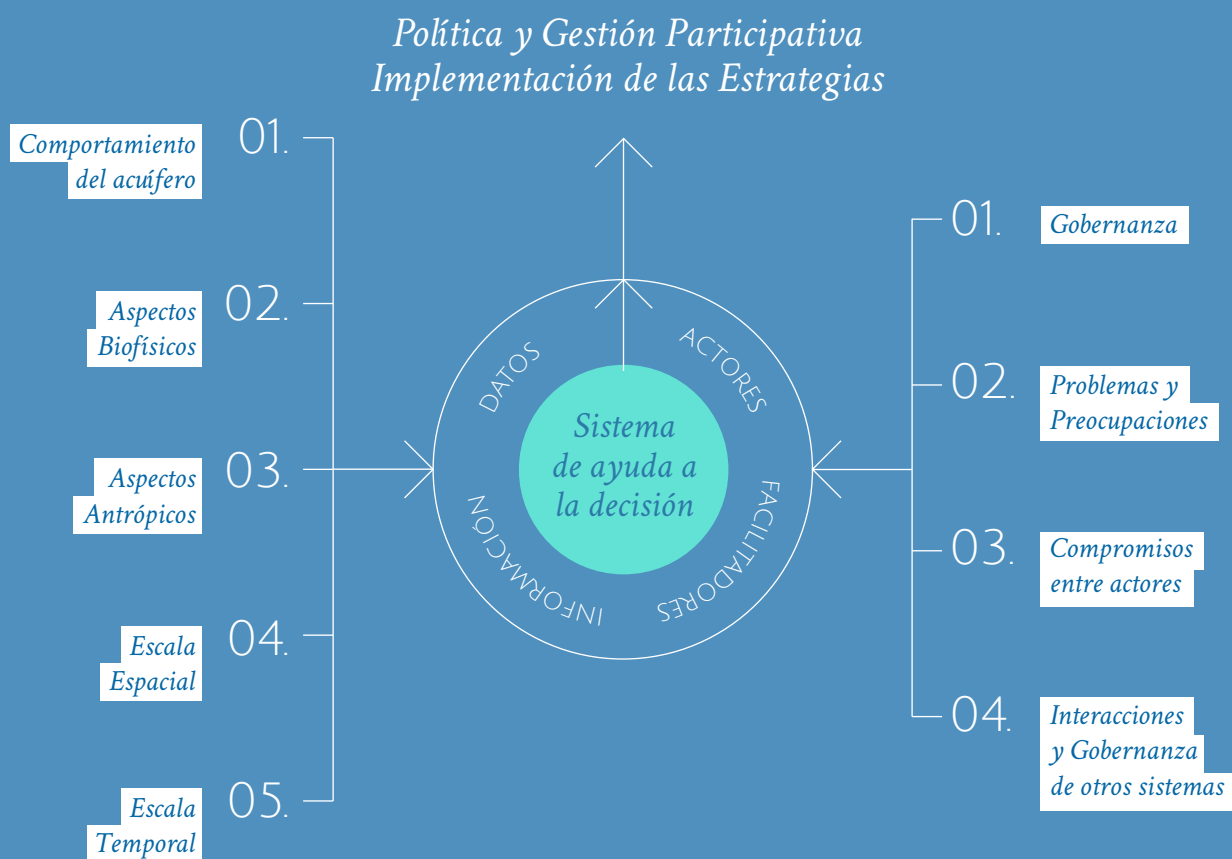 Política y Gestión Participativa
Implementación de las Estrategias
01.
Comportamiento
del acuífero
02.
Aspectos
Biofísicos
03.
Aspectos
Antrópicos
04.
Escala
Espacial
05.
Escala
Temporal
DATOS
ACTORES
INFORMACIÓN
FACILITADORES
Sistema
de ayuda a
la decisión
01.
Gobernanza
02.
Problemas y
Preocupaciones
03.
Compromisos
entre actores
04.
Interacciones
y Gobernanza
de otros sistemas